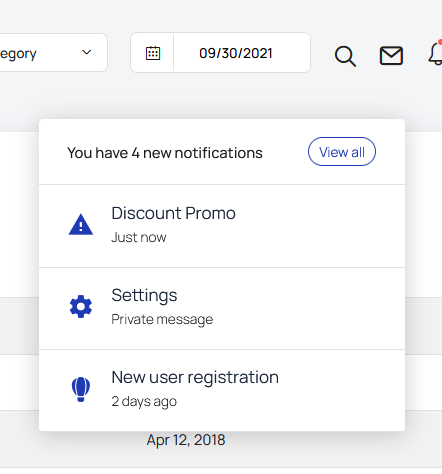 egory
09/30/2021
You have 4 new notifications
View all
Discount Promo
Just now
Settings
Private message
New user registration
2 days ago
Apr 12, 2018